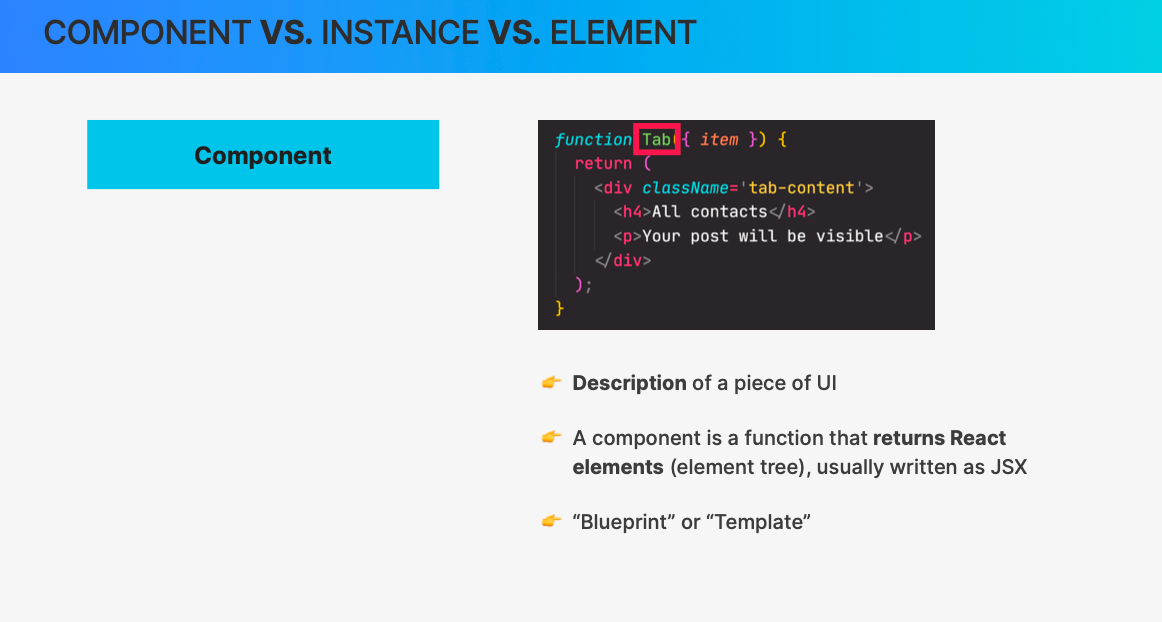 COMPONENT VS. INSTANCE VS. ELEMENT
Component
function Tab({ item }) {
return (
<div className='tab-content'>
<h4>All contacts</h4>
<p>Your post will be visible</p>
</div>
);
}
👉 Description of a piece of UI
👉 A component is a function that returns React
elements (element tree), usually written as JSX
👉 “Blueprint” or “Template”